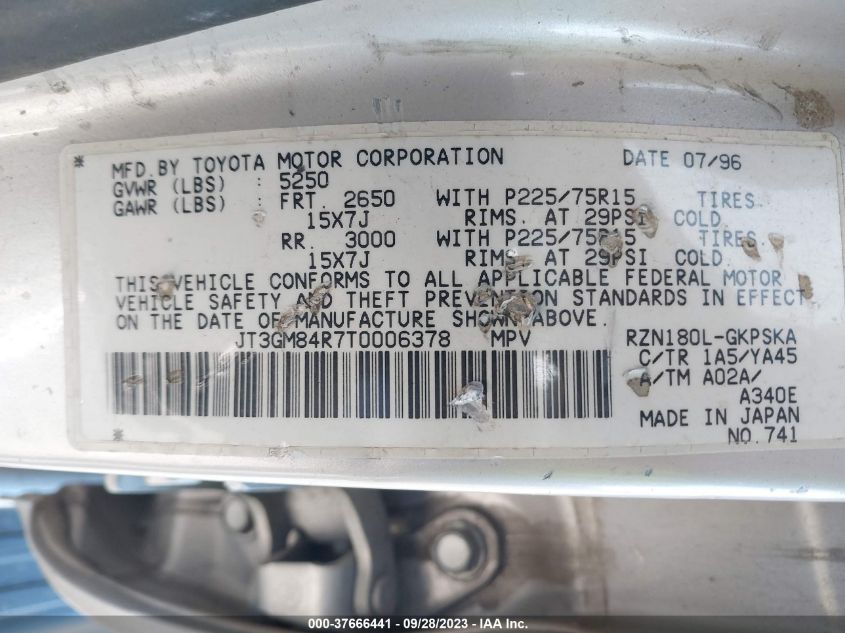 MFD.BY TOYOTA MOTOR CORPORATION DATE 07/96
GVWR (LBS) : 5250
GAWR (LBS) : FRT. 2650 WITH P225/75R15 TIRES.
15X7J RIMS. AT 29PSI COLD.
RR. 3000 WITH P225/75R15 TIRES.
15X7J RIMS. AT 29PSI COLD.
THIS VEHICLE CONFORMS TO ALL APPLICABLE FEDERAL MOTOR
VEHICLE SAFETY AND THEFT PREVENTION STANDARDS IN EFFECT
ON THE DATE OF MANUFACTURE SHOWN ABOVE.
JT3GM84R7T0006378 MPV RZN180L-GKPSKA
C/TR 1A5/YA45
A/TM A02A/
A340E
MADE IN JAPAN
NO.741
000-37666441 — 09/28/2023 — IAA Inc.